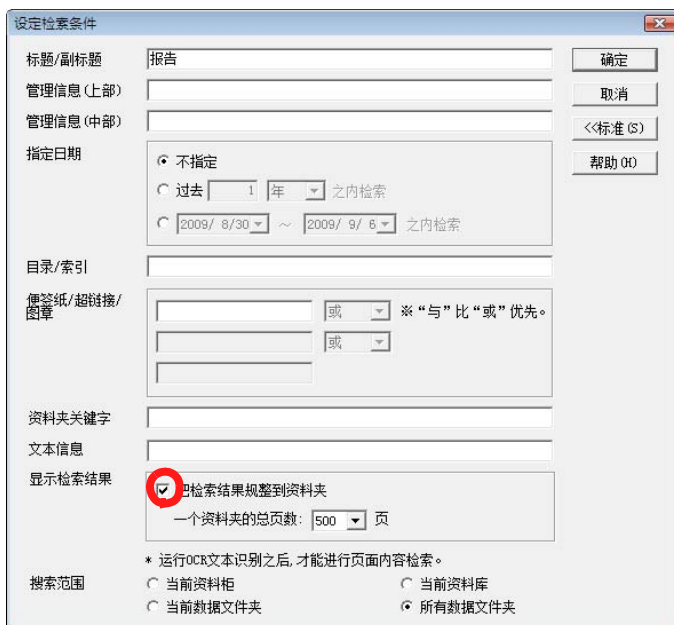 设定检索条件
标题/副标题 报告 确定
管理信息(上部) 取消
管理信息(中部) <<标准(S)
指定日期 不指定 帮助(H)
过去 1 年 之内检索
2009/ 8/30 ～ 2009/ 9/ 6 之内检索
目录/索引
便签纸/超链接/
图章
或 ※“与”比“或”优先。
或
资料夹关键字
文本信息
显示检索结果 把检索结果规整到资料夹
一个资料夹的总页数: 500 页
* 运行OCR文本识别之后,才能进行页面内容检索。
搜索范围 当前资料柜 当前资料库
当前数据文件夹 所有数据文件夹